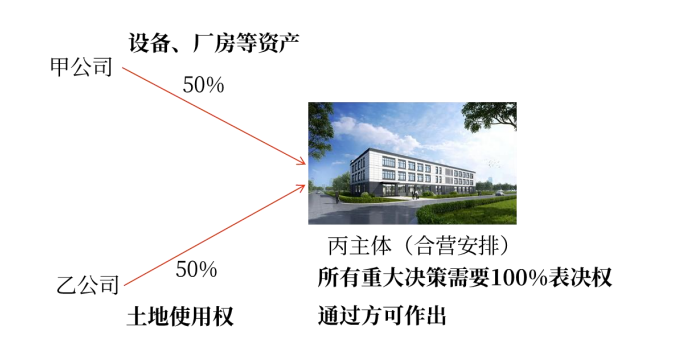 设备、厂房等资产
甲公司
50%
丙主体（合营安排）
50%
所有重大决策需要100%表决权
乙公司
土地使用权
通过方可作出